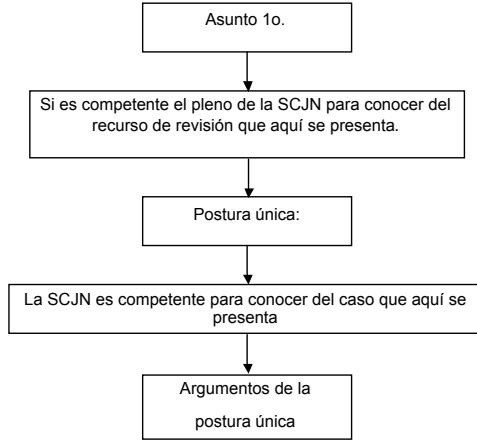 Asunto 1o.
Si es competente el pleno de la SCJN para conocer del
recurso de revisión que aquí se presenta.
Postura única:
La SCJN es competente para conocer del caso que aquí se
presenta
Argumentos de la
postura única